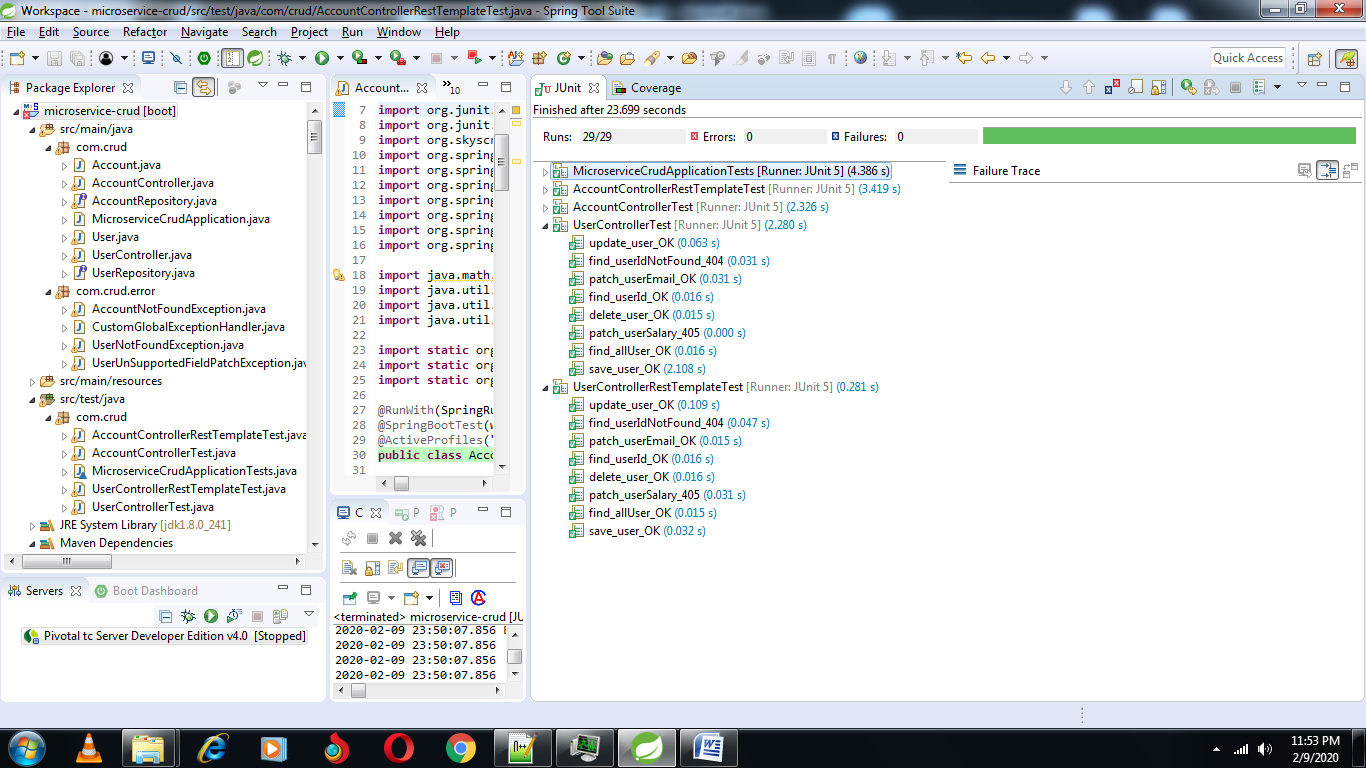 Workspace - microservice-crud/src/test/java/com/crud/AccountControllerRestTemplateTest.java - Spring Tool Suite
File Edit Source Refactor Navigate Search Project Run Window Help
Quick Access
Package Explorer
microservice-crud [boot]
src/main/java
com.crud
Account.java
AccountController.java
AccountRepository.java
MicroserviceCrudApplication.java
User.java
UserController.java
UserRepository.java
com.crud.error
AccountNotFoundException.java
CustomGlobalExceptionHandler.java
UserNotFoundException.java
UserUnSupportedFieldPatchException.jav
src/main/resources
src/test/java
com.crud
AccountControllerRestTemplateTest.java
AccountControllerTest.java
MicroserviceCrudApplicationTests.java
UserControllerRestTemplateTest.java
UserControllerTest.java
JRE System Library [jdk1.8.0_241]
Maven Dependencies
Servers Boot Dashboard
Pivotal tc Server Developer Edition v4.0 [Stopped]
Account... »10
7 import org.junit.
8 import org.junit.
9 import org.skyscr
10 import org.spring
11 import org.spring
12 import org.spring
13 import org.spring
14 import org.spring
15 import org.spring
16 import org.spring
17
18 import java.math.
19 import java.util.
20 import java.util.
21 import java.util.
22
23 import static org
24 import static org
25 import static org
26
27 @RunWith(SpringRu
28 @SpringBootTest(w
29 @ActiveProfiles("
30 public class Acco
31
C P P
<terminated> microservice-crud [JU
2020-02-09 23:50:07.856
2020-02-09 23:50:07.856
2020-02-09 23:50:07.856
2020-02-09 23:50:07.856
JUnit Coverage
Finished after 23.699 seconds
Runs: 29/29 Errors: 0 Failures: 0
MicroserviceCrudApplicationTests [Runner: JUnit 5] (4.386 s)
AccountControllerRestTemplateTest [Runner: JUnit 5] (3.419 s)
AccountControllerTest [Runner: JUnit 5] (2.326 s)
UserControllerTest [Runner: JUnit 5] (2.280 s)
update_user_OK (0.063 s)
find_userIdNotFound_404 (0.031 s)
patch_userEmail_OK (0.031 s)
find_userId_OK (0.016 s)
delete_user_OK (0.015 s)
patch_userSalary_405 (0.000 s)
find_allUser_OK (0.016 s)
save_user_OK (2.108 s)
UserControllerRestTemplateTest [Runner: JUnit 5] (0.281 s)
update_user_OK (0.109 s)
find_userIdNotFound_404 (0.047 s)
patch_userEmail_OK (0.015 s)
find_userId_OK (0.016 s)
delete_user_OK (0.016 s)
patch_userSalary_405 (0.031 s)
find_allUser_OK (0.015 s)
save_user_OK (0.032 s)
Failure Trace
11:53 PM
2/9/2020